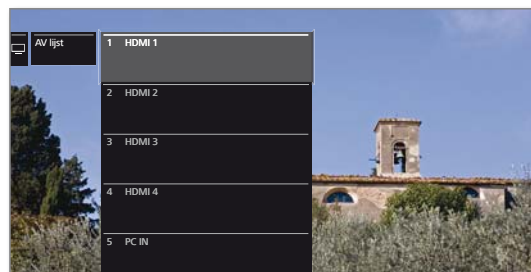 AV lijst
1 HDMI 1
2 HDMI 2
3 HDMI 3
4 HDMI 4
5 PC IN